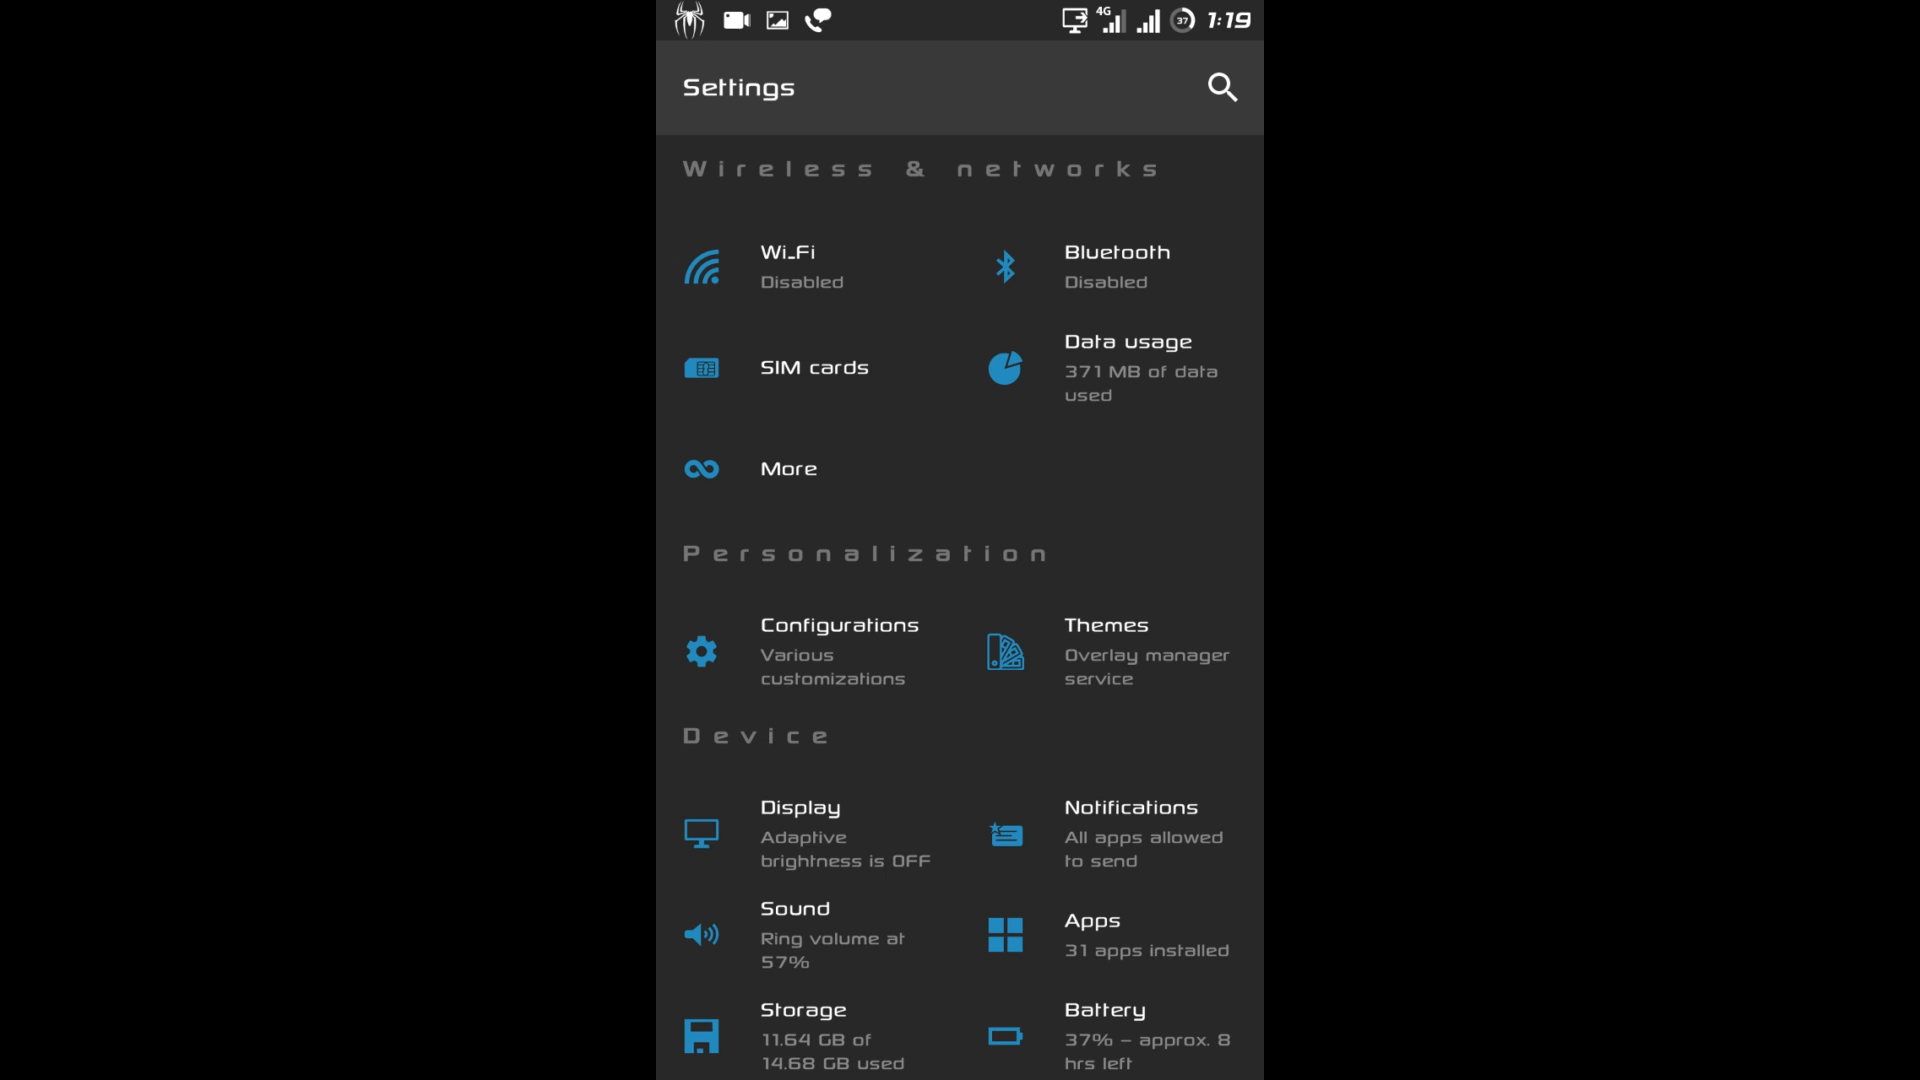 4G 37 1:19
Settings
Wireless & networks
Wi-Fi
Disabled
Bluetooth
Disabled
SIM cards
Data usage
371 MB of data
used
More
Personalization
Configurations
Various
customizations
Themes
Overlay manager
service
Device
Display
Adaptive
brightness is OFF
Notifications
All apps allowed
to send
Sound
Ring volume at
57%
Apps
31 apps installed
Storage
11.64 GB of
14.68 GB used
Battery
37% – approx. 8
hrs left